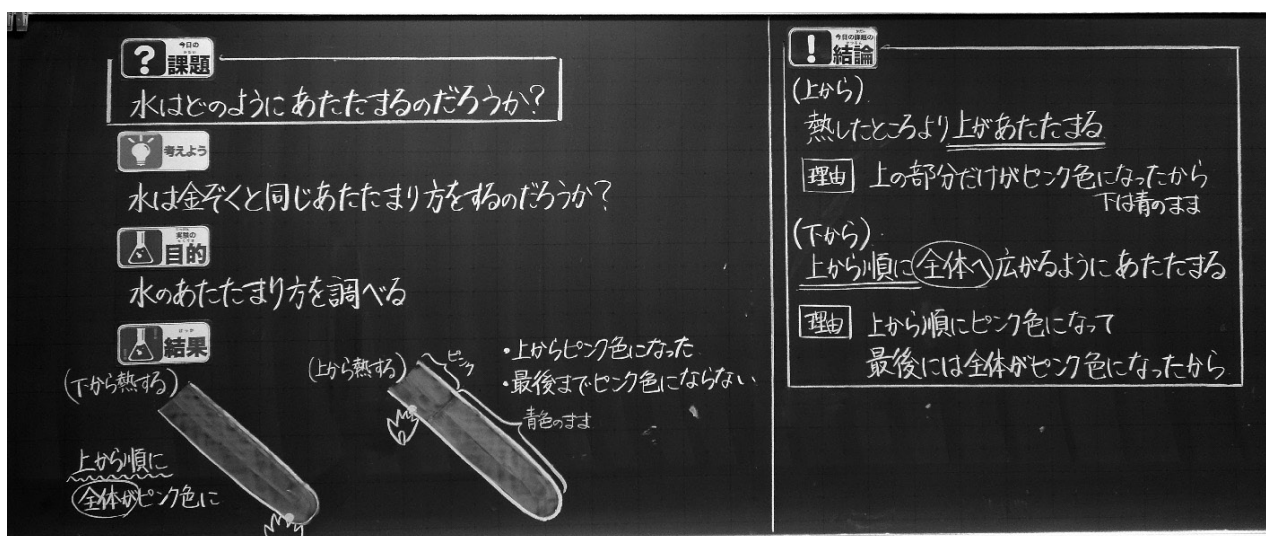 今日の
課題
水はどのようにあたたまるのだろうか?
考えよう
水は金ぞくと同じあたたまり方をするのだろうか?
実験の
目的
水のあたたまり方を調べる
結果
(下から熱する)
上から順に
全体がピンク色に
(上から熱する)
ピンク
・上からピンク色になった
・最後までピンク色にならない
青色のまま
今日の課題の
結論
(上から)
熱したところより上があたたまる
理由 上の部分だけがピンク色になったから
下は青のまま
(下から)
上から順に全体へ広がるようにあたたまる
理由 上から順にピンク色になって
最後には全体がピンク色になったから